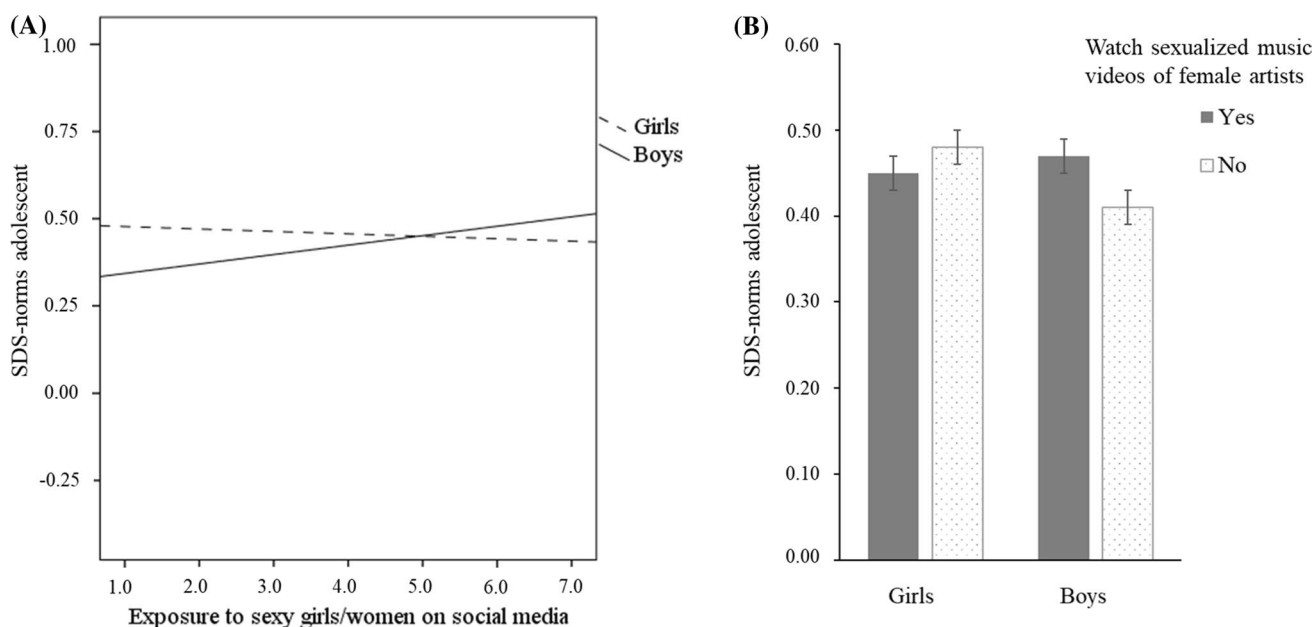 (A)
1.00
0.75
0.50
0.25
0.00
-0.25
SDS-norms adolescent
Girls
Boys
1.0 2.0 3.0 4.0 5.0 6.0 7.0
Exposure to sexy girls/women on social media
(B)
0.60
0.50
0.40
0.30
0.20
0.10
0.00
SDS-norms adolescent
Watch sexualized music
videos of female artists
Yes
No
Girls Boys